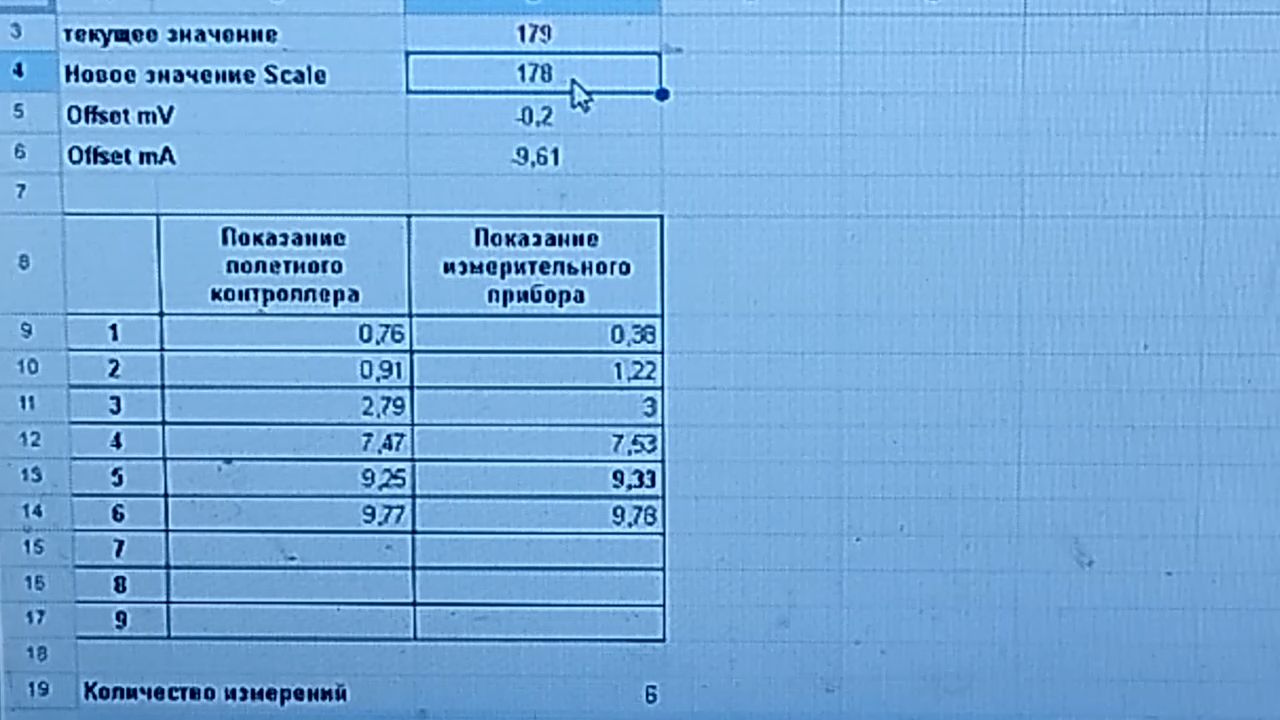 3 текущее значение 179
4 Новое значение Scale 178
5 Offset mV -0,2
6 Offset mA -9,61
7
8 Показание полетного контроллера Показание измерительного прибора
9 1 0,76 0,38
10 2 0,91 1,22
11 3 2,79 3
12 4 7,47 7,53
13 5 9,25 9,33
14 6 9,77 9,78
15 7
16 8
17 9
18
19 Количество измерений 6